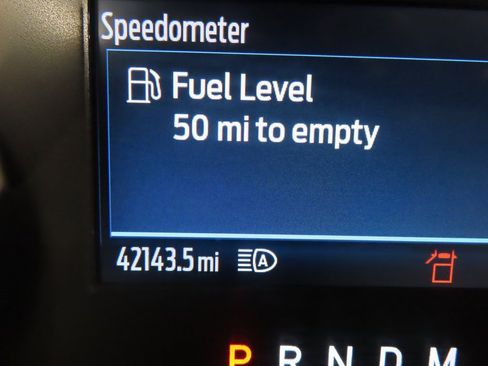 Speedometer
Fuel Level
50 mi to empty
42143.5 mi A
P R N D M